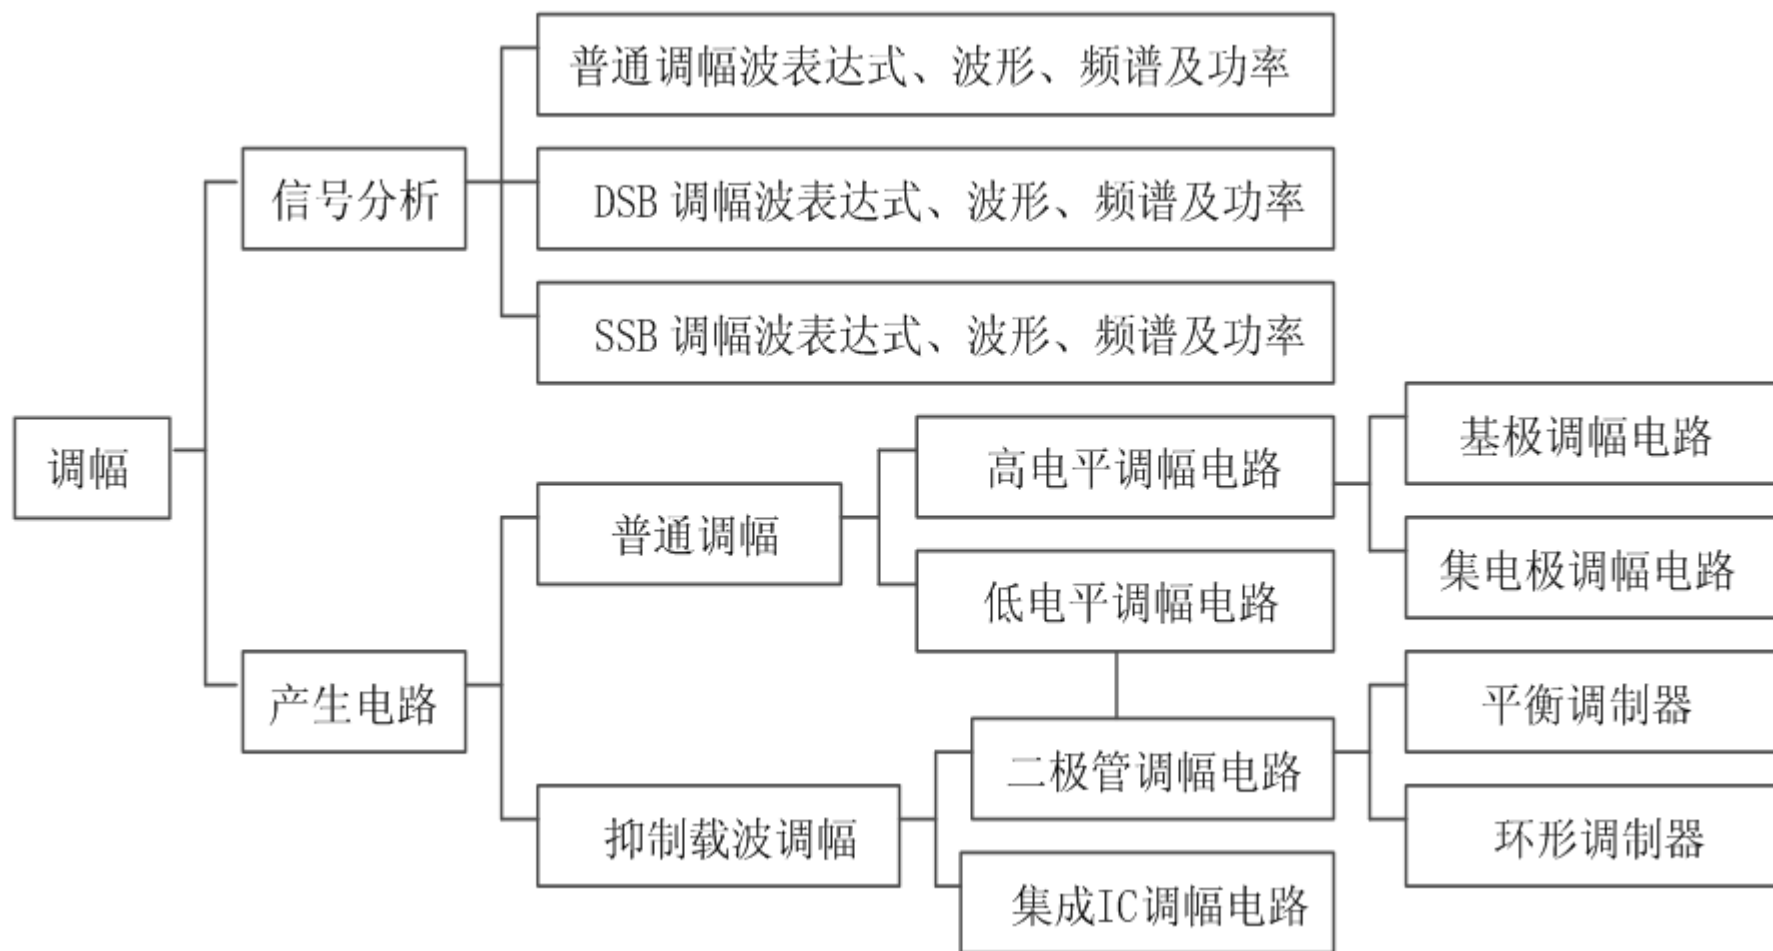 普通调幅波表达式、波形、频谱及功率
信号分析
DSB 调幅波表达式、波形、频谱及功率
SSB 调幅波表达式、波形、频谱及功率
调幅
基极调幅电路
高电平调幅电路
普通调幅
集电极调幅电路
低电平调幅电路
产生电路
平衡调制器
二极管调幅电路
抑制载波调幅
环形调制器
集成IC调幅电路